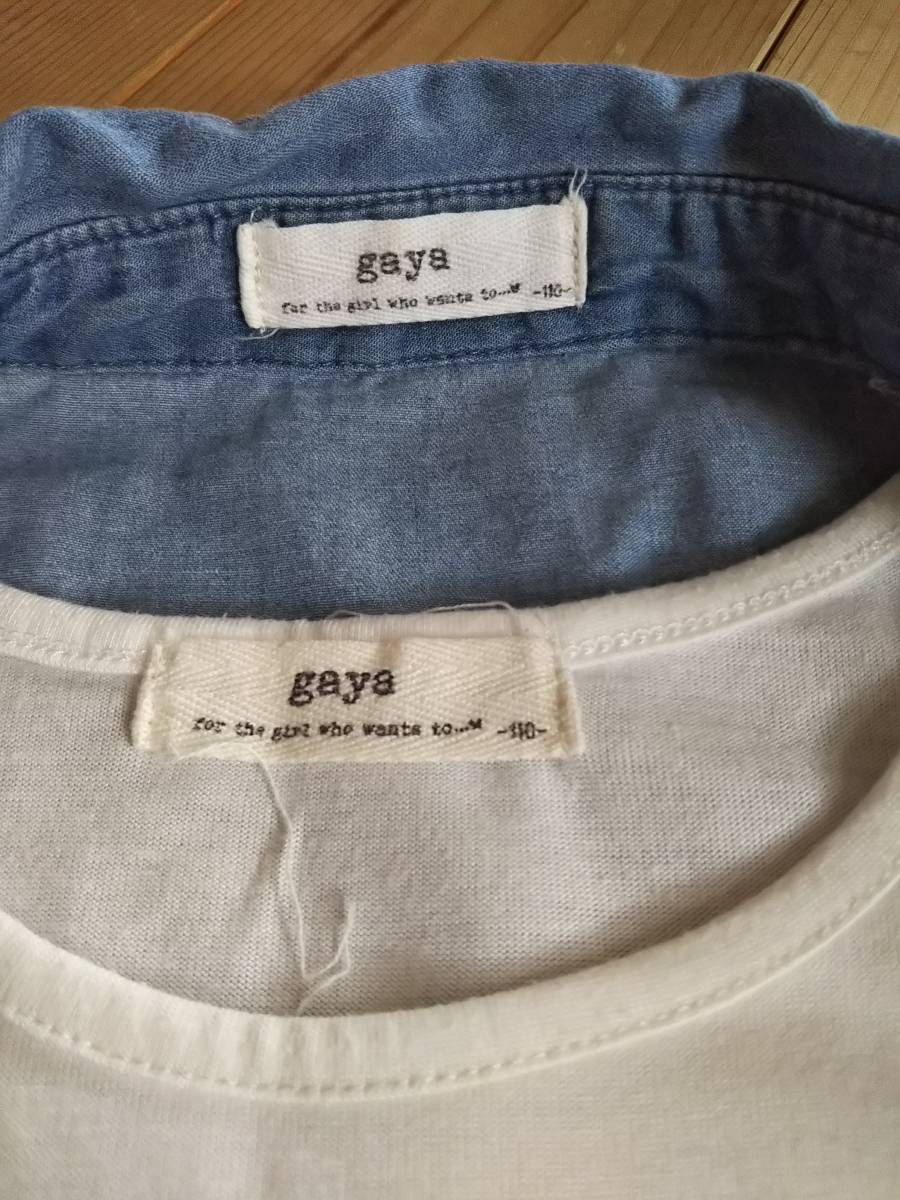 gaya
for the girl who wants to... -110-
gaya
for the girl who wants to... -110-